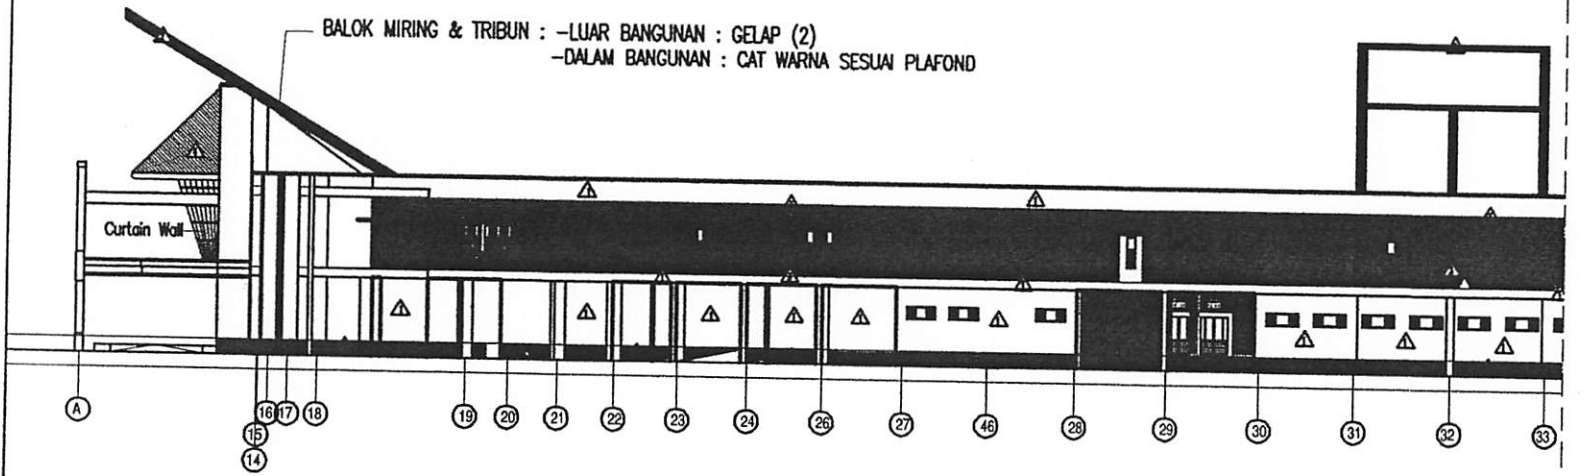 BALOK MIRING & TRIBUN : -LUAR BANGUNAN : GELAP (2)
-DALAM BANGUNAN : CAT WARNA SESUAI PLAFOND
Curtain Wall
A 16 17 18 19 20 21 22 23 24 26 27 46 28 29 30 31 32 33
15
14